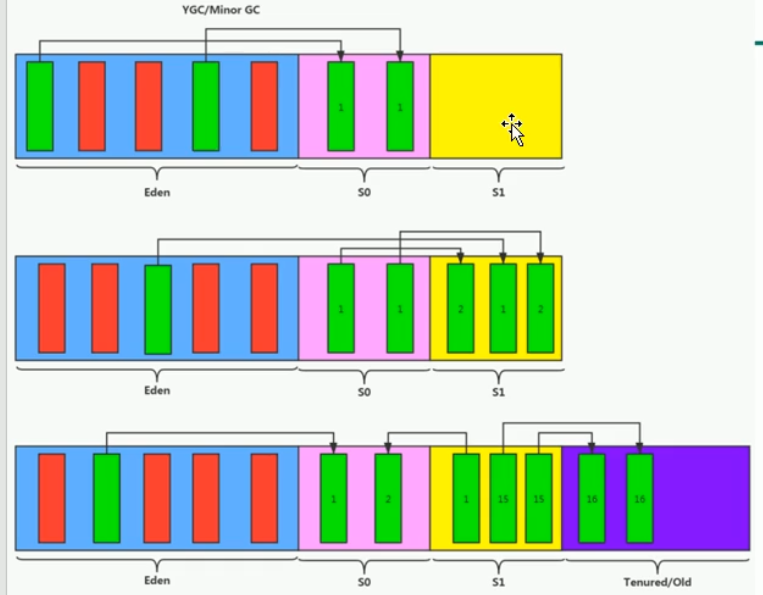 YGC/Minor GC
1 1
Eden S0 S1
1 1 2 1 2
Eden S0 S1
1 2 1 15 15 16 16
Eden S0 S1 Tenured/Old